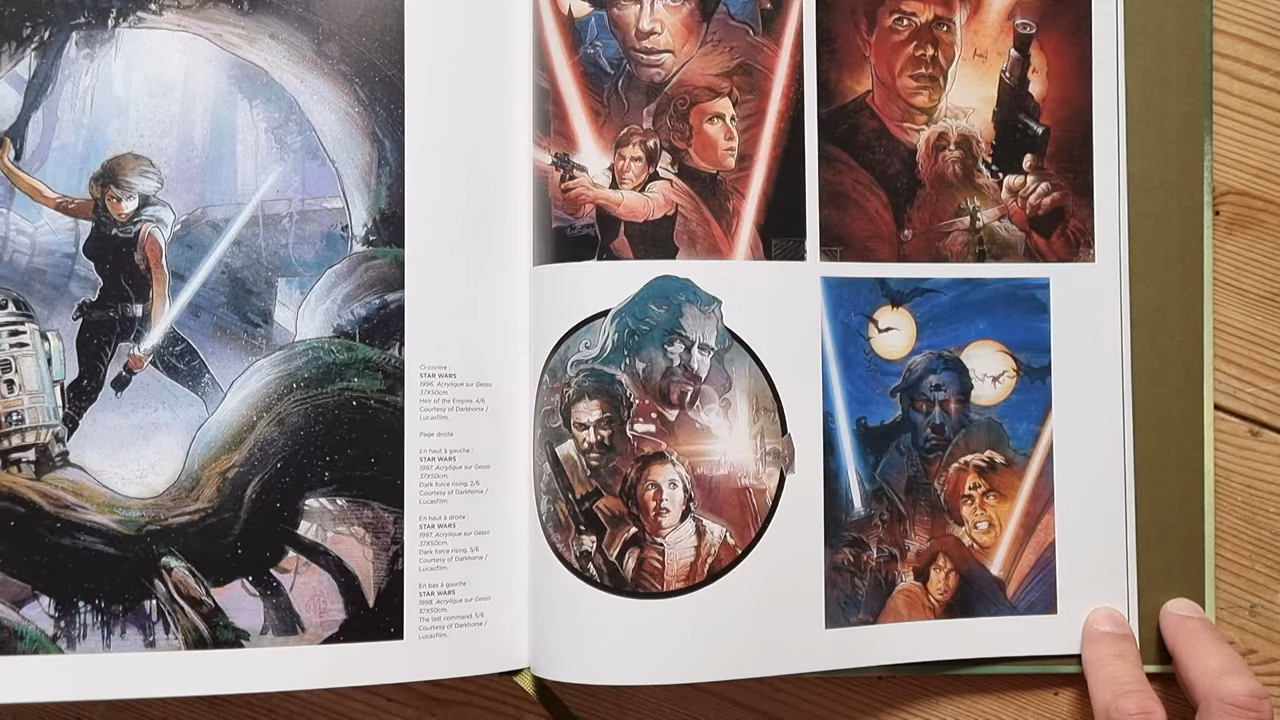 Ci-contre :
STAR WARS
1996. Acrylique sur Gesso
37X50cm.
Heir of the Empire. 4/6
Courtesy of Darkhorse /
Lucasfilm.
Page droite :
En haut à gauche :
STAR WARS
1997. Acrylique sur Gesso
37X50cm.
Dark force rising. 2/6
Courtesy of Darkhorse /
Lucasfilm.
En haut à droite :
STAR WARS
1997. Acrylique sur Gesso
37X50cm.
Dark force rising. 5/6
Courtesy of Darkhorse /
Lucasfilm.
En bas à gauche :
STAR WARS
1998. Acrylique sur Gesso
37X50cm.
The last command. 5/6
Courtesy of Darkhorse /
Lucasfilm.